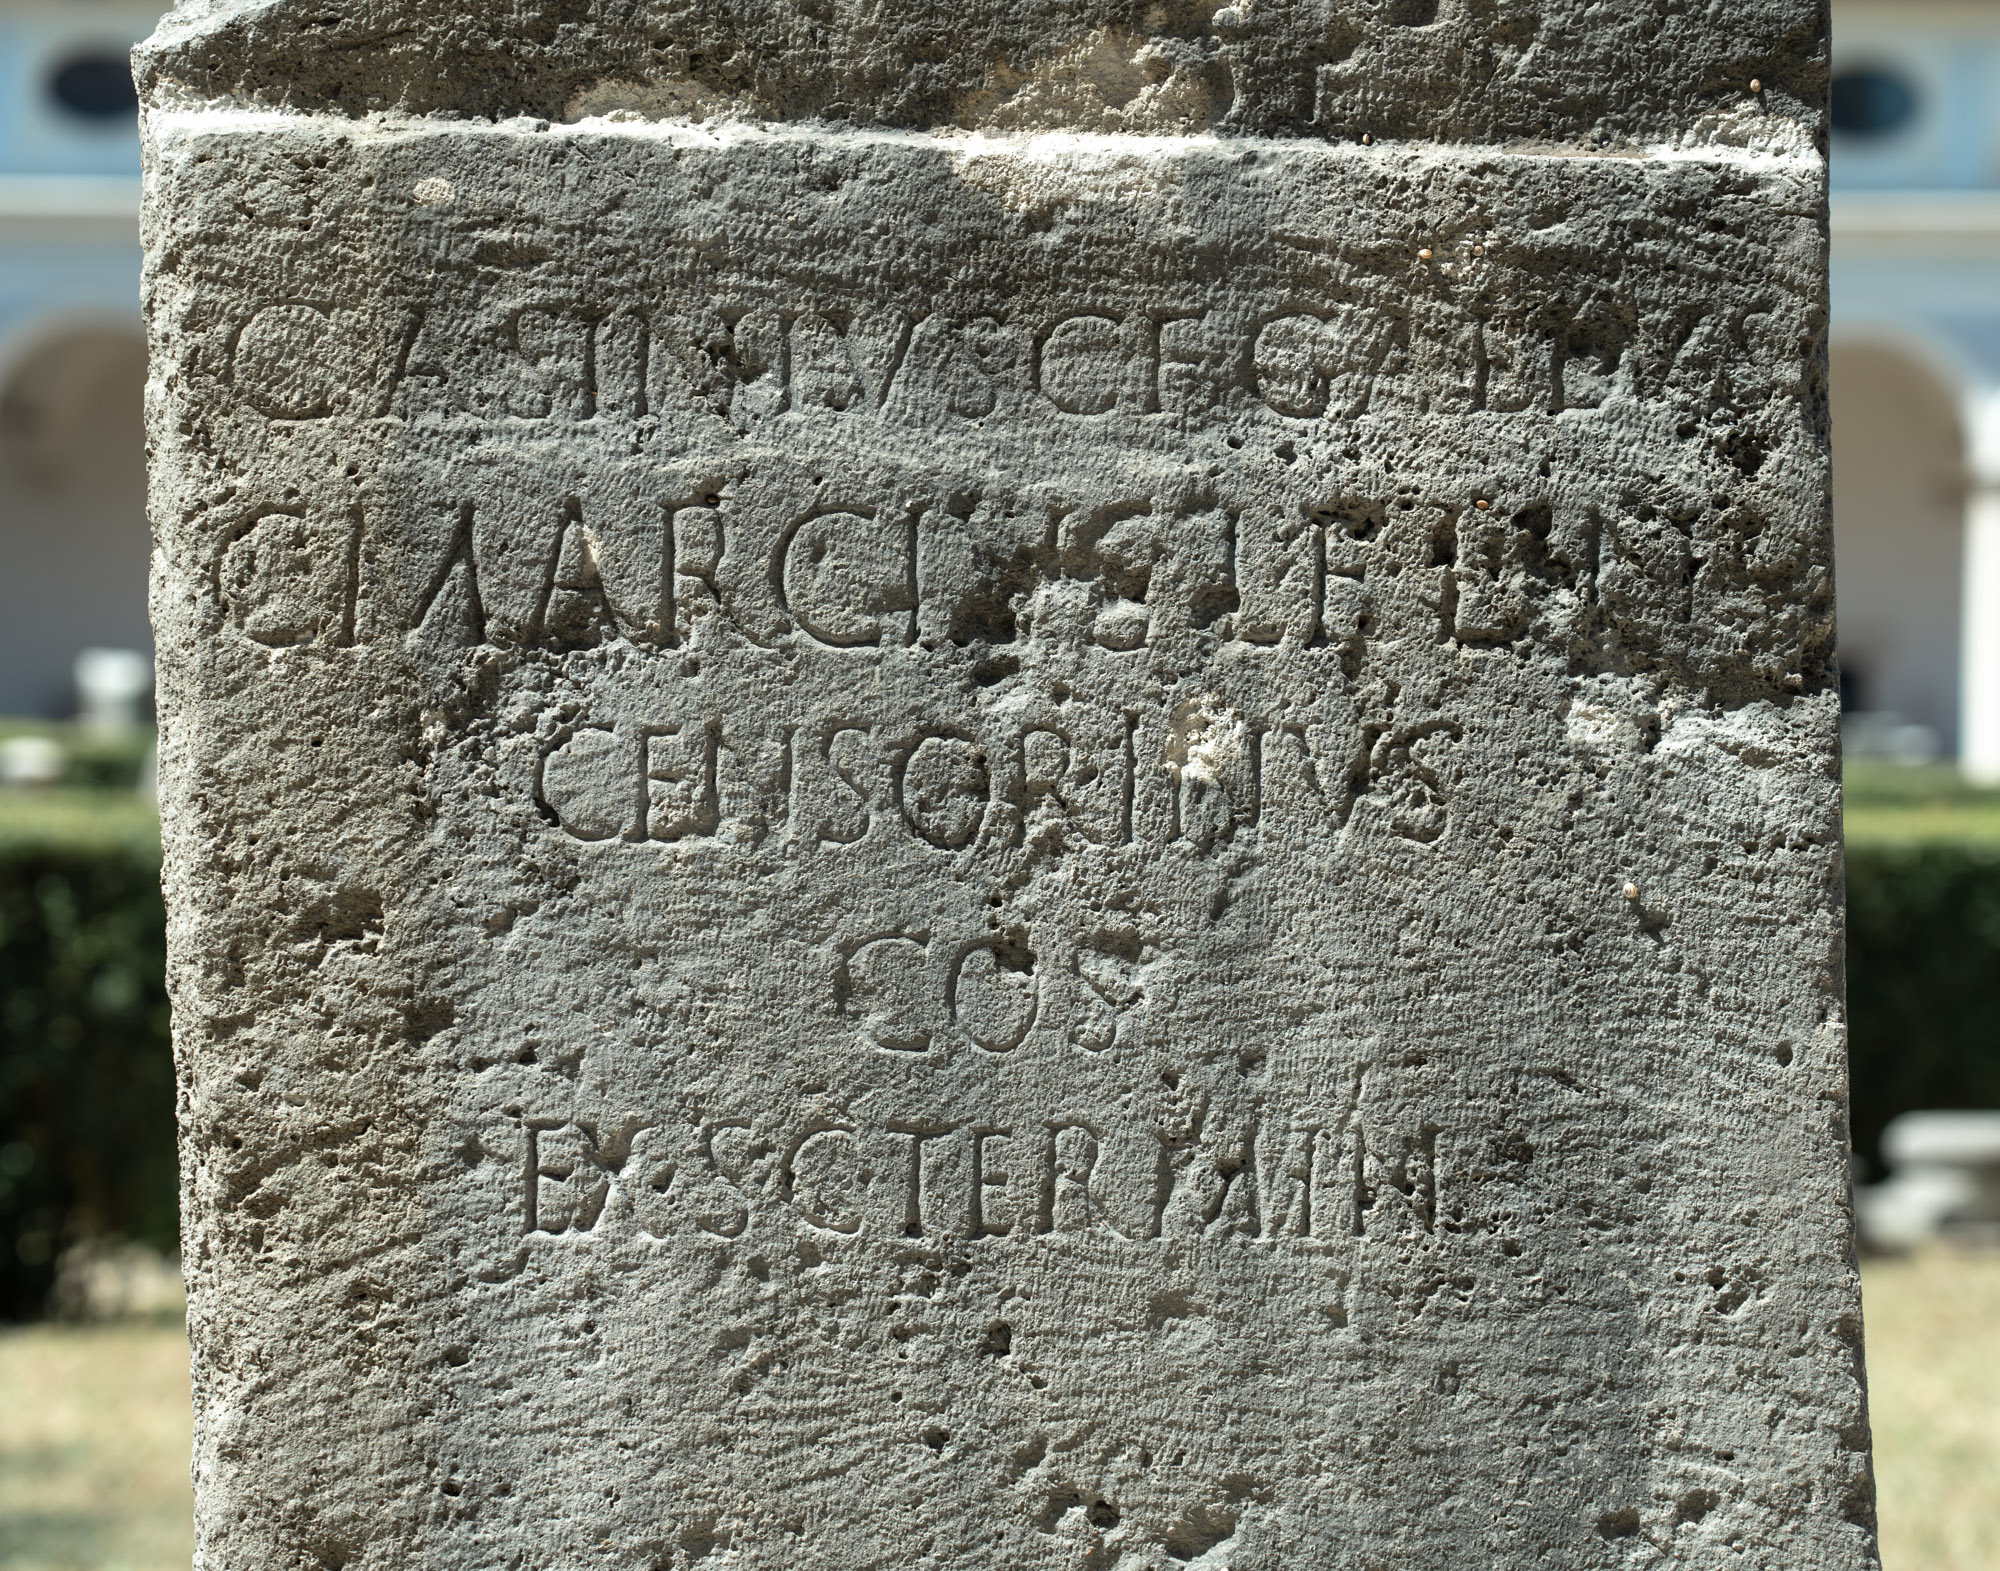 C ASINIVS C F GALLVS
C MARCIVS L F L N
CENSORINVS
COS
EX S C TERMIN